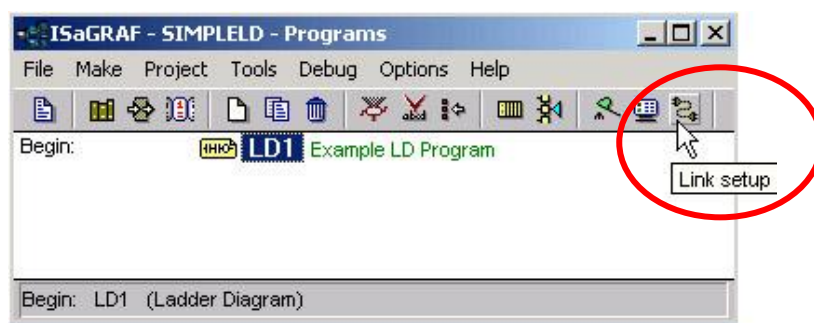 ISaGRAF - SIMPLELD - Programs
File Make Project Tools Debug Options Help
Begin: LD1 Example LD Program
Link setup
Begin: LD1 (Ladder Diagram)